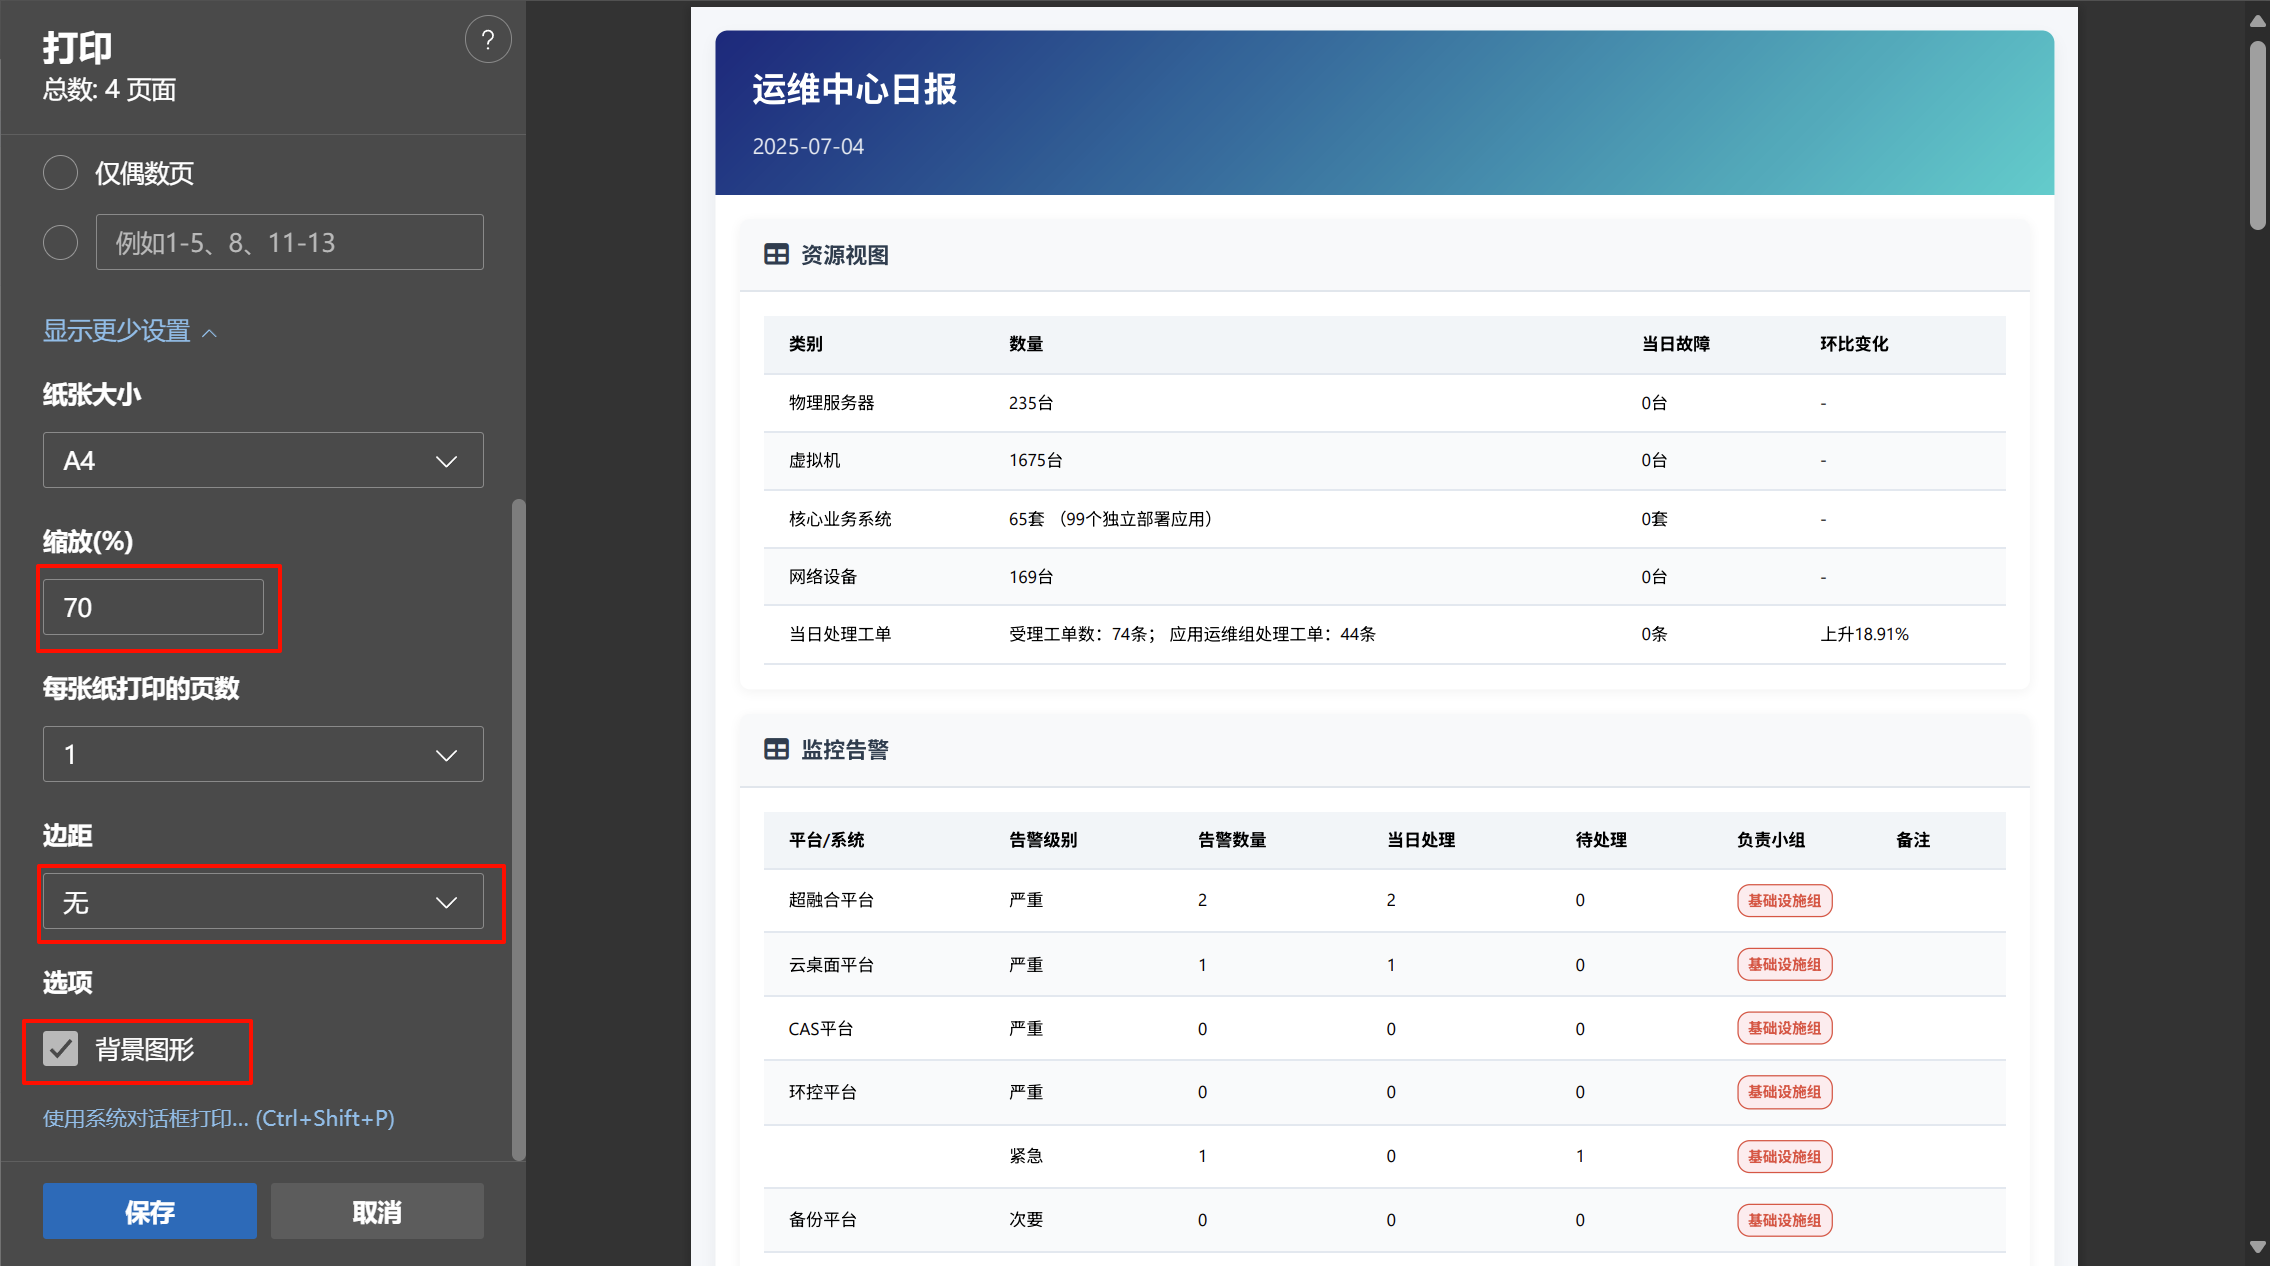 打印
?
总数: 4 页面
仅偶数页
例如1-5、8、11-13
显示更少设置
纸张大小
A4
缩放(%)
70
每张纸打印的页数
1
边距
无
选项
背景图形
使用系统对话框打印... (Ctrl+Shift+P)
保存 取消
运维中心日报
2025-07-04
资源视图
类别 数量 当日故障 环比变化
物理服务器 235台 0台 -
虚拟机 1675台 0台 -
核心业务系统 65套 （99个独立部署应用） 0套 -
网络设备 169台 0台 -
当日处理工单 受理工单数：74条； 应用运维组处理工单：44条 0条 上升18.91%
监控告警
平台/系统 告警级别 告警数量 当日处理 待处理 负责小组 备注
超融合平台 严重 2 2 0 基础设施组
云桌面平台 严重 1 1 0 基础设施组
CAS平台 严重 0 0 0 基础设施组
环控平台 严重 0 0 0 基础设施组
紧急 1 0 1 基础设施组
备份平台 次要 0 0 0 基础设施组